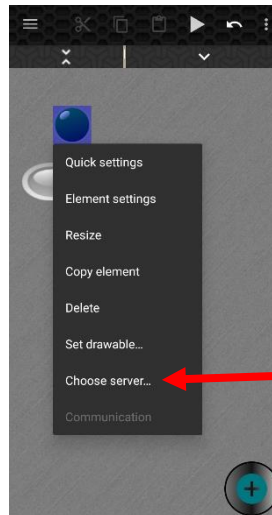 Quick settings
Element settings
Resize
Copy element
Delete
Set drawable...
Choose server...
Communication